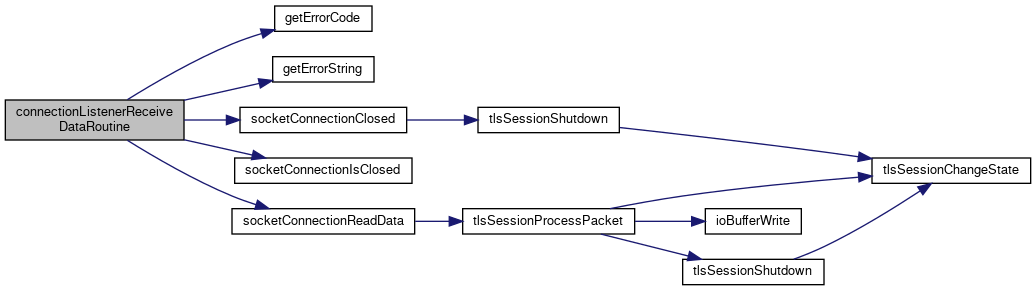 getErrorCode
getErrorString
connectionListenerReceive
DataRoutine
socketConnectionClosed
tlsSessionShutdown
socketConnectionIsClosed
tlsSessionChangeState
socketConnectionReadData
tlsSessionProcessPacket
ioBufferWrite
tlsSessionShutdown